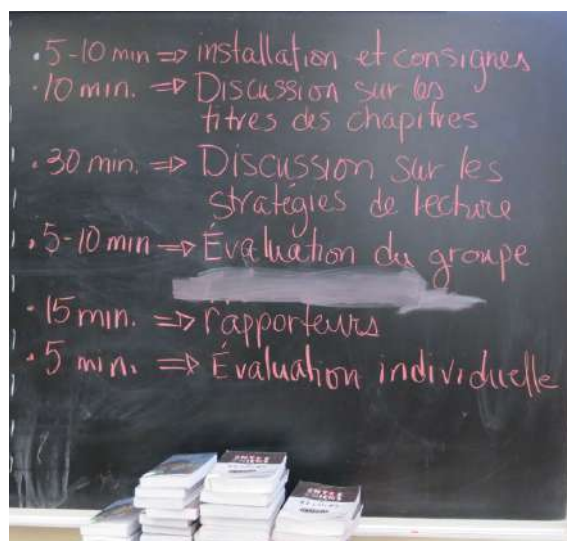 . 5-10 min => installation et consignes
. 10 min. => Discussion sur les
titres des chapitres
. 30 min. => Discussion sur les
stratégies de lecture
. 5-10 min => Évaluation du groupe
. 15 min. => rapporteurs
. 5 min. => Évaluation individuelle